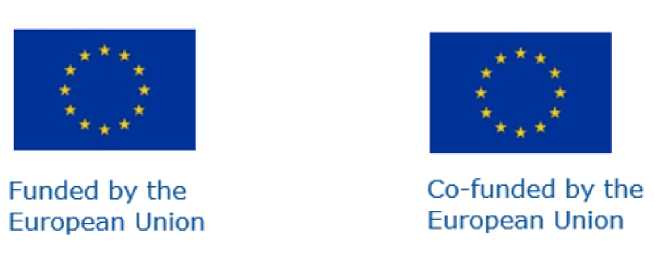 Funded by the
European Union
Co-funded by the
European Union